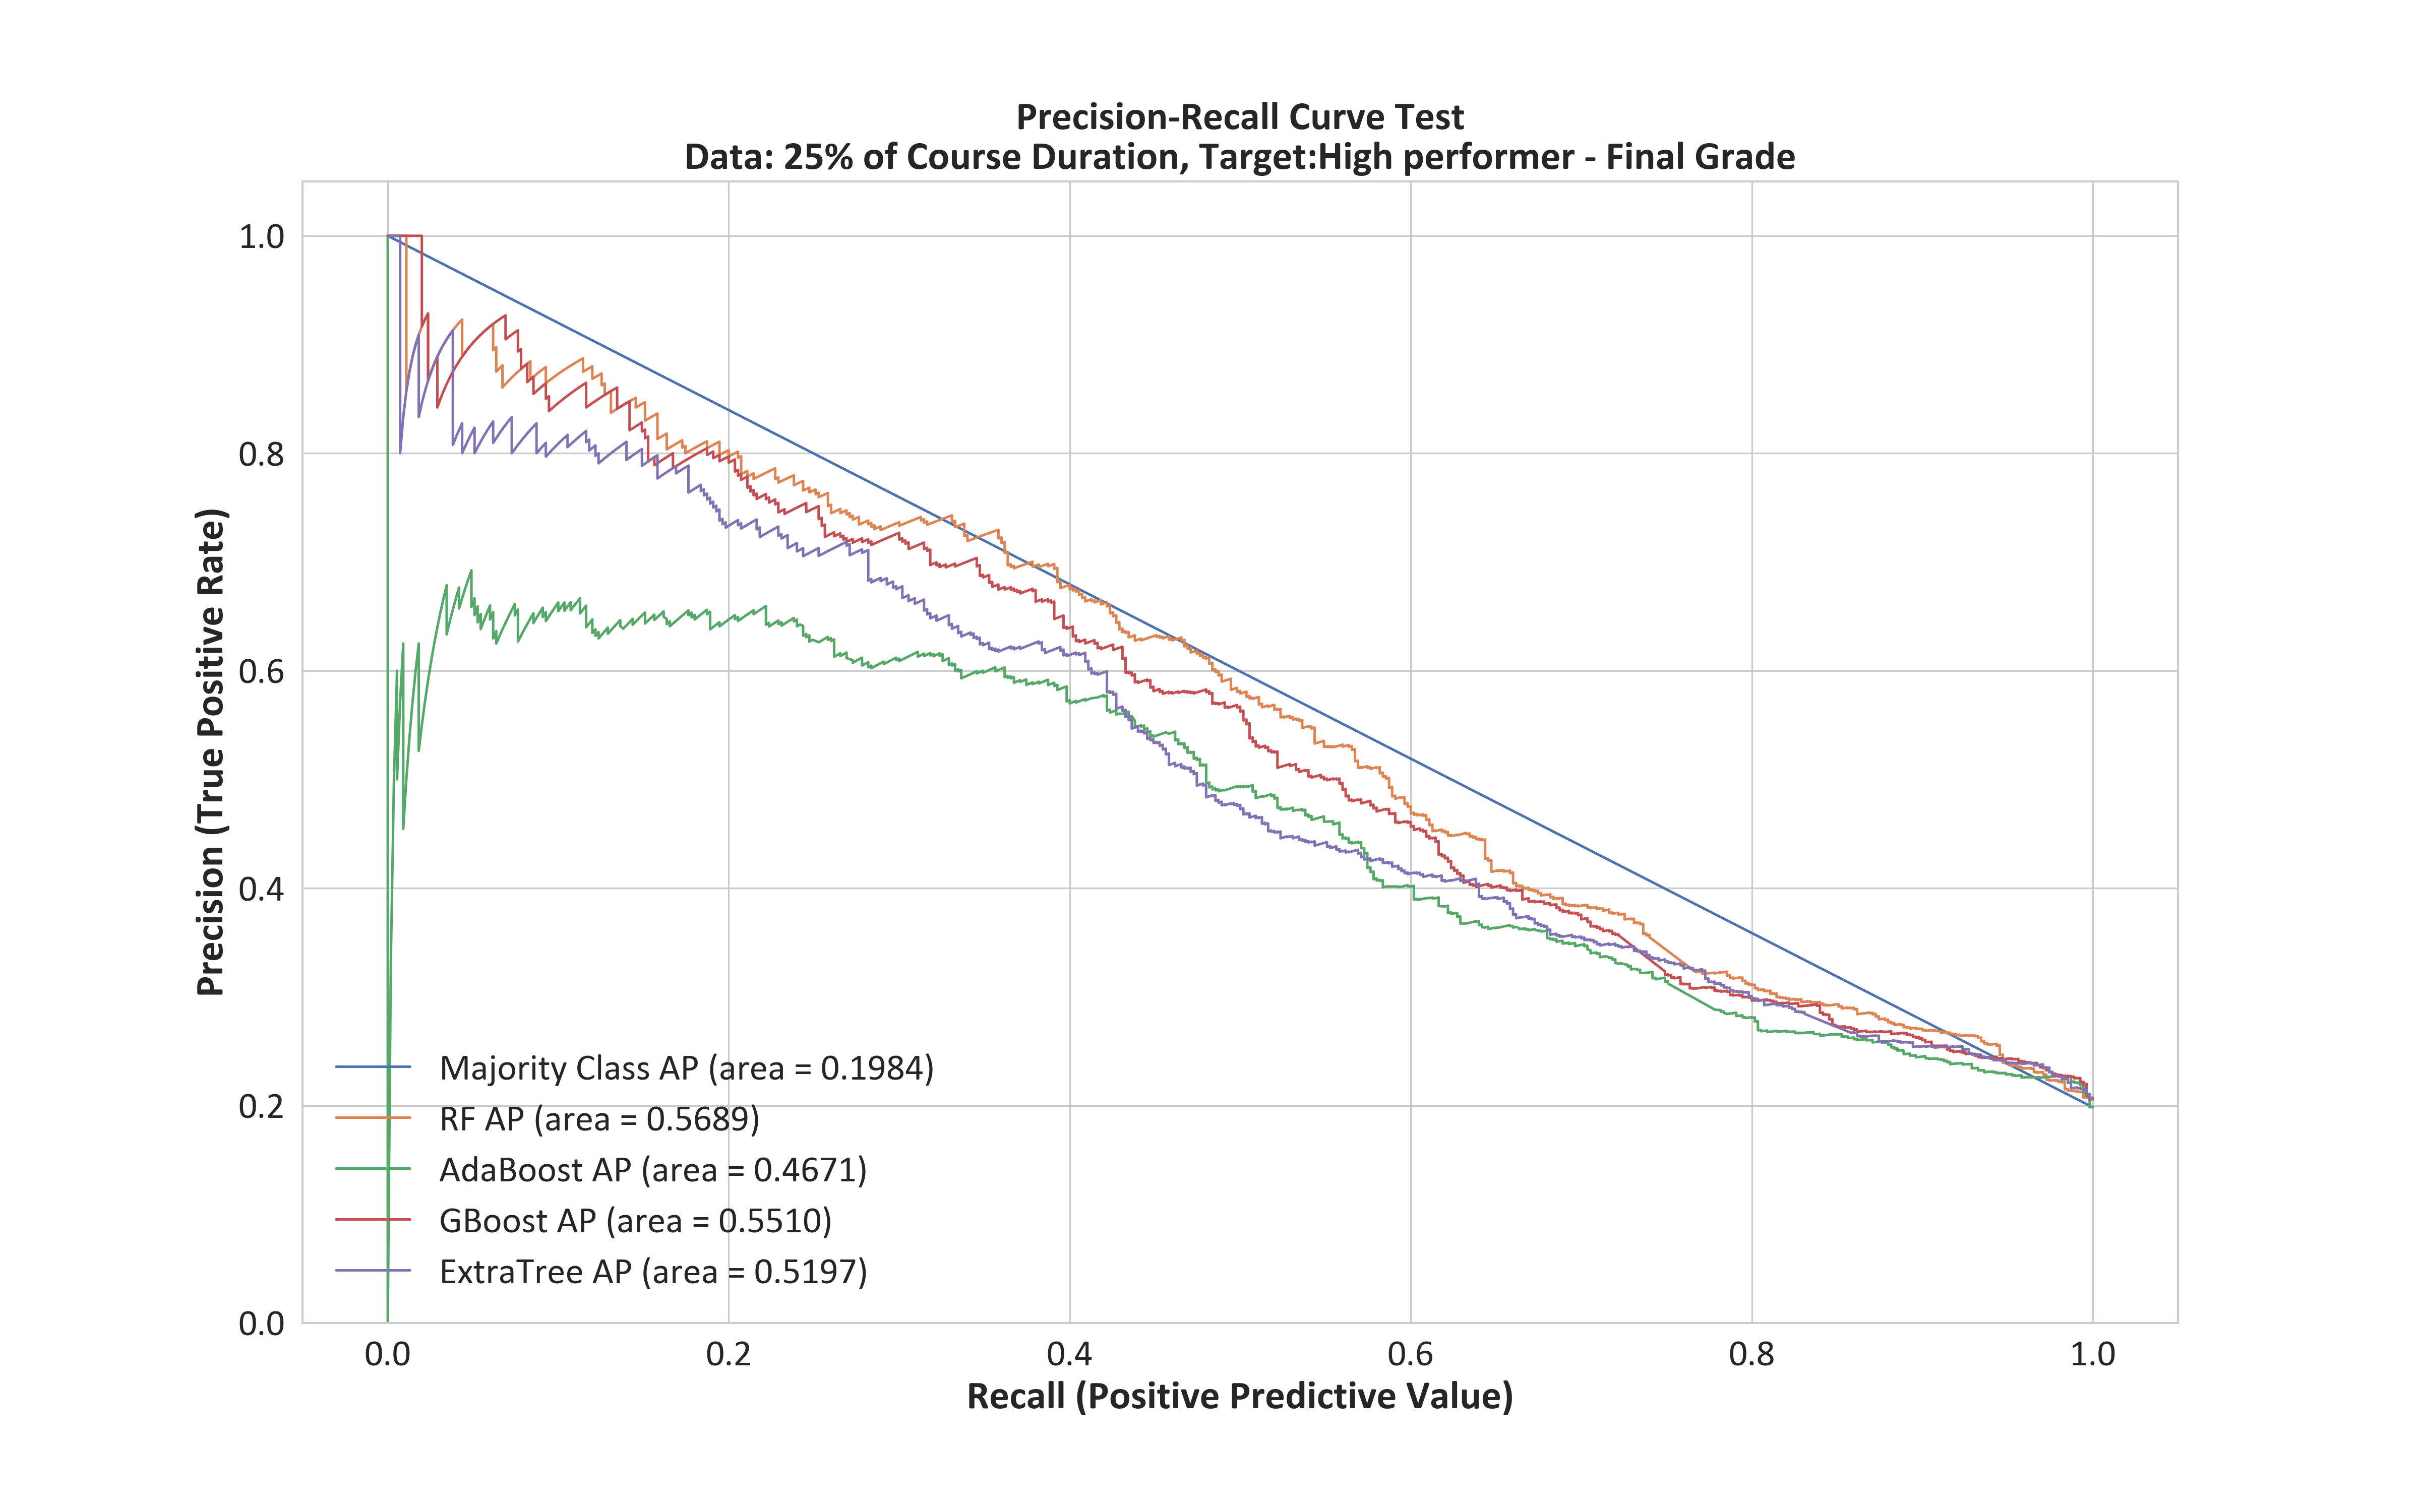 Precision-Recall Curve Test
Data: 25% of Course Duration, Target:High performer - Final Grade
Precision (True Positive Rate)
1.0
0.8
0.6
0.4
0.2
0.0
Majority Class AP (area = 0.1984)
RF AP (area = 0.5689)
AdaBoost AP (area = 0.4671)
GBoost AP (area = 0.5510)
ExtraTree AP (area = 0.5197)
0.0 0.2 0.4 0.6 0.8 1.0
Recall (Positive Predictive Value)